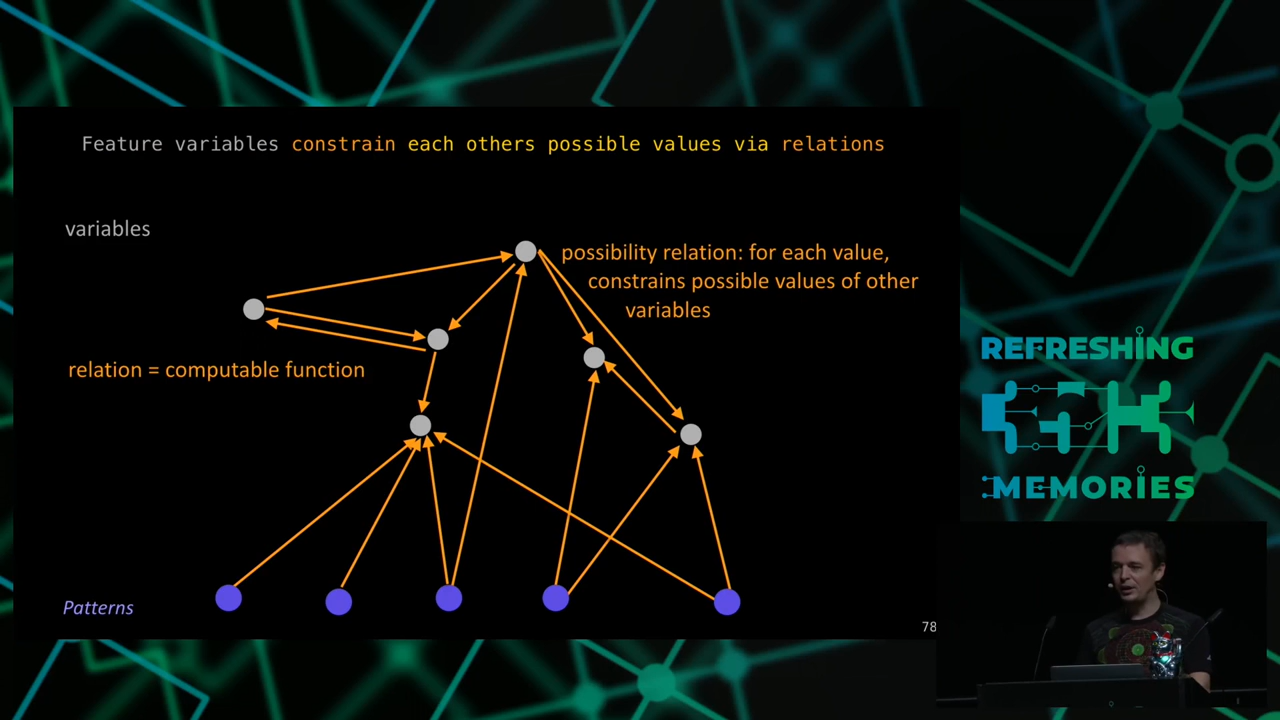 Feature variables constrain each others possible values via relations
variables
possibility relation: for each value,
constrains possible values of other
variables
relation = computable function
Patterns
78
REFRESHING
MEMORIES